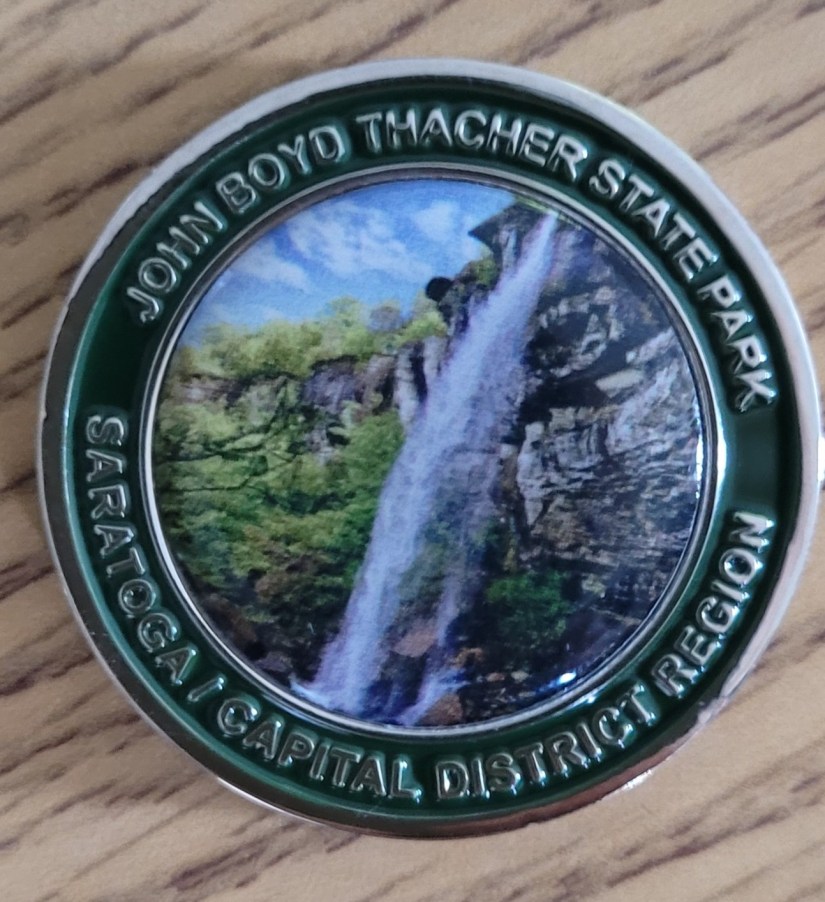 JOHN BOYD THACHER STATE PARK
SARATOGA / CAPITAL DISTRICT REGION